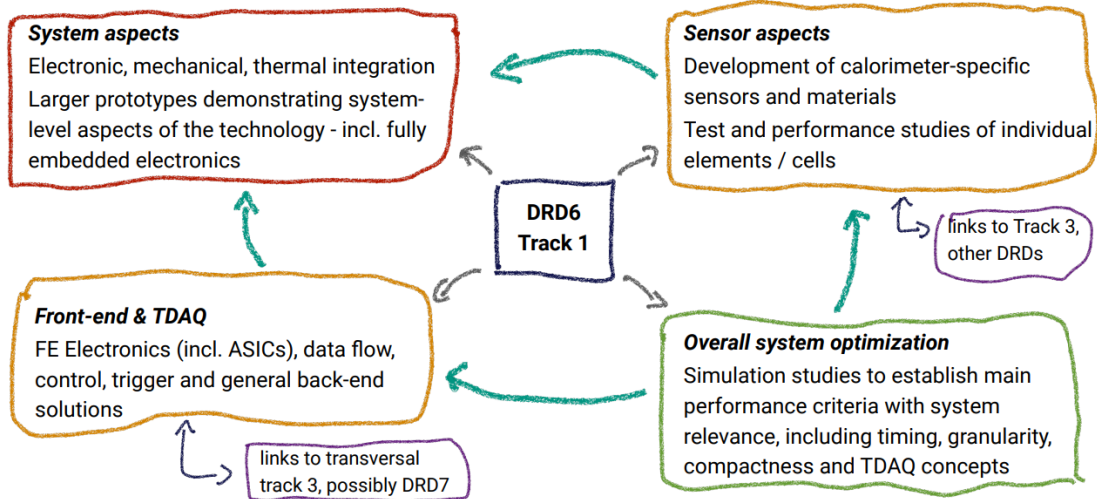 System aspects
Electronic, mechanical, thermal integration
Larger prototypes demonstrating system-
level aspects of the technology - incl. fully
embedded electronics
Sensor aspects
Development of calorimeter-specific
sensors and materials
Test and performance studies of individual
elements / cells
DRD6
Track 1
links to Track 3,
other DRDs
Front-end & TDAQ
FE Electronics (incl. ASICs), data flow,
control, trigger and general back-end
solutions
links to transversal
track 3, possibly DRD7
Overall system optimization
Simulation studies to establish main
performance criteria with system
relevance, including timing, granularity,
compactness and TDAQ concepts